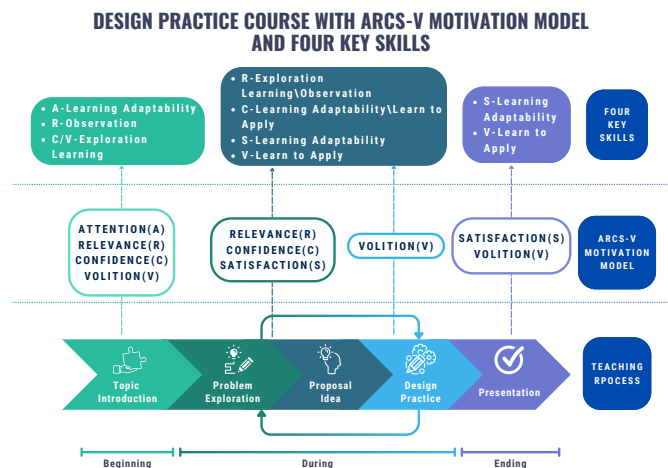 DESIGN PRACTICE COURSE WITH ARCS-V MOTIVATION MODEL
AND FOUR KEY SKILLS
• A-Learning Adaptability
• R-Observation
• C/V-Exploration
Learning
• R-Exploration
Learning\Observation
• C-Learning Adaptability\Learn to
Apply
• S-Learning Adaptability
• V-Learn to Apply
• S-Learning
Adaptability
• V-Learn to
Apply
FOUR
KEY
SKILLS
ATTENTION(A)
RELEVANCE(R)
CONFIDENCE(C)
VOLITION(V)
RELEVANCE(R)
CONFIDENCE(C)
SATISFACTION(S)
VOLITION(V)
SATISFACTION(S)
VOLITION(V)
ARCS-V
MOTIVATION
MODEL
Topic
Introduction
Problem
Exploration
Proposal
Idea
Design
Practice
Presentation
TEACHING
RPOCESS
Beginning
During
Ending